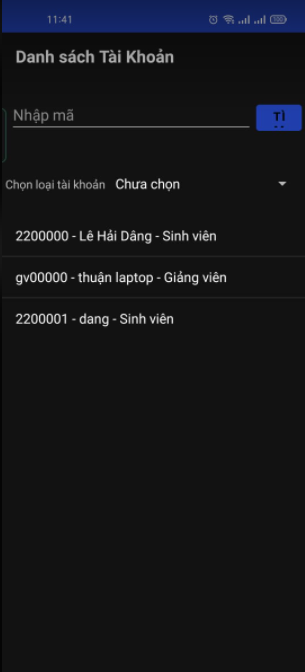 11:41
Danh sách Tài Khoản
Nhập mã
TÌ
Chọn loại tài khoản Chưa chọn
2200000 - Lê Hải Dâng - Sinh viên
gv00000 - thuận laptop - Giảng viên
2200001 - dang - Sinh viên